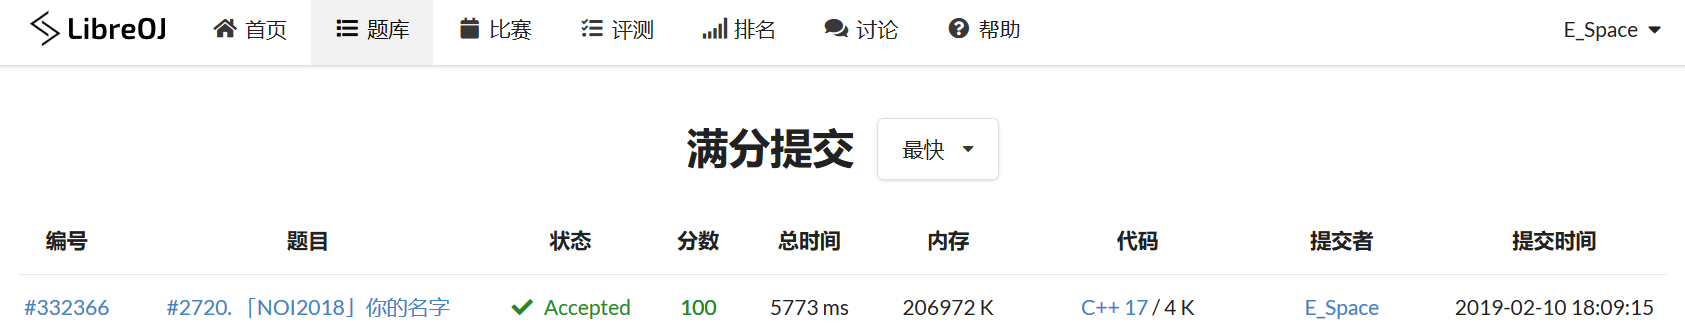 LibreOJ 首页 题库 比赛 评测 排名 讨论 帮助 E_Space
满分提交 最快
编号 题目 状态 分数 总时间 内存 代码 提交者 提交时间
#332366 #2720.「NOI2018」你的名字 Accepted 100 5773 ms 206972 K C++ 17 / 4 K E_Space 2019-02-10 18:09:15